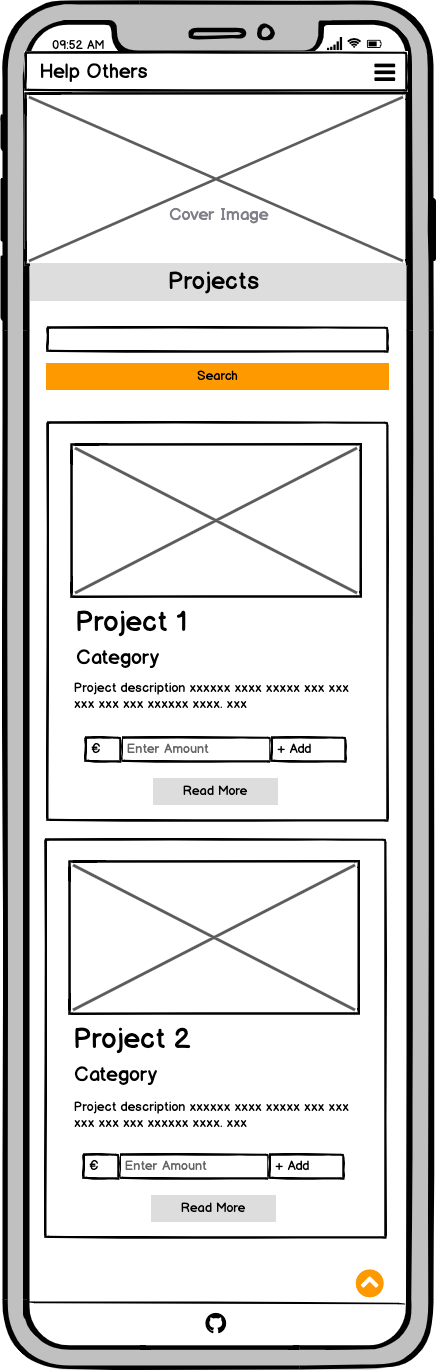 09:52 AM
Help Others
Cover Image
Projects
Search
Project 1
Category
Project description xxxxxx xxxx xxxxx xxx xxx
xxx xxx xxx xxxxxx xxxx. xxx
€ Enter Amount + Add
Read More
Project 2
Category
Project description xxxxxx xxxx xxxxx xxx xxx
xxx xxx xxx xxxxxx xxxx. xxx
€ Enter Amount + Add
Read More